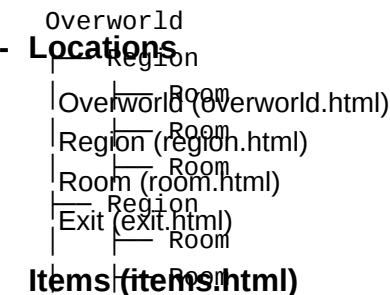 Overworld
- Locations
├── Region
│ ├── Room
Overworld (overworld.html)
│ ├── Room
Region (region.html)
│ ├── Room
Room (room.html)
├── Region
Exit (exit.html)
│ ├── Room
│ ├── Room
Items (items.html)